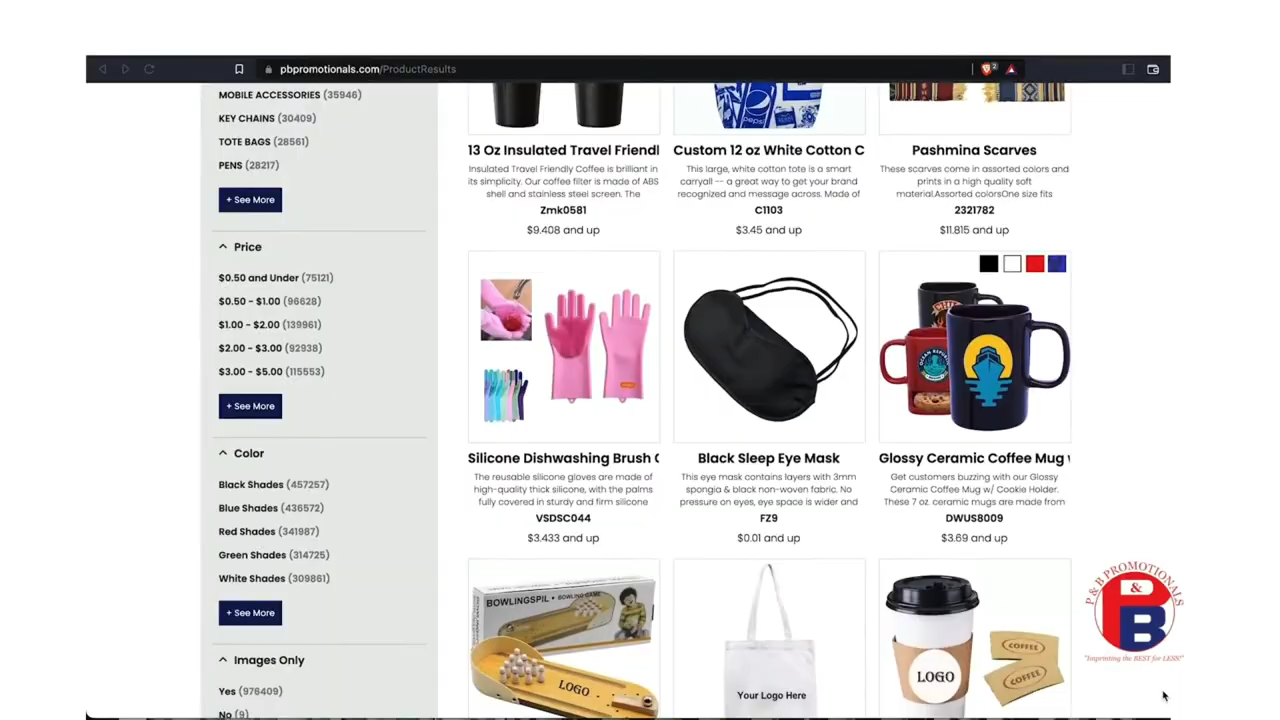 pbpromotionals.com/ProductResults
2
MOBILE ACCESSORIES (35946)
KEY CHAINS (30409)
TOTE BAGS (28561)
PENS (28217)
+ See More
Price
$0.50 and Under (75121)
$0.50 - $1.00 (96628)
$1.00 - $2.00 (139961)
$2.00 - $3.00 (92938)
$3.00 - $5.00 (115553)
+ See More
Color
Black Shades (457257)
Blue Shades (436572)
Red Shades (341987)
Green Shades (314725)
White Shades (309861)
+ See More
Images Only
Yes (976409)
No (9)
pepsi
13 Oz Insulated Travel Friendl
Insulated Travel Friendly Coffee is brilliant in
its simplicity. Our coffee filter is made of ABS
shell and stainless steel screen. The
Zmk0581
$9.408 and up
Custom 12 oz White Cotton C
This large, white cotton tote is a smart
carryall -- a great way to get your brand
recognized and message across. Made of
C1103
$3.45 and up
Pashmina Scarves
These scarves come in assorted colors and
prints in a high quality soft
material.Assorted colorsOne size fits
2321782
$11.815 and up
Silicone Dishwashing Brush G
The reusable silicone gloves are made of
high-quality thick silicone, with the palms
fully covered in sturdy and firm silicone
VSDSC044
$3.433 and up
Black Sleep Eye Mask
This eye mask contains layers with 3mm
spongia & black non-woven fabric. No
pressure on eyes, eye space is wider and
FZ9
$0.01 and up
Glossy Ceramic Coffee Mug w
Get customers buzzing with our Glossy
Ceramic Coffee Mug w/ Cookie Holder.
These 7 oz. ceramic mugs are made from
DWUS8009
$3.69 and up
BOWLINGSPIL • BOWLING GAME
LOGO
Your Logo Here
LOGO
COFFEE
COFFEE
P & B PROMOTIONALS
P & B
"Imprinting the BEST for LESS!"